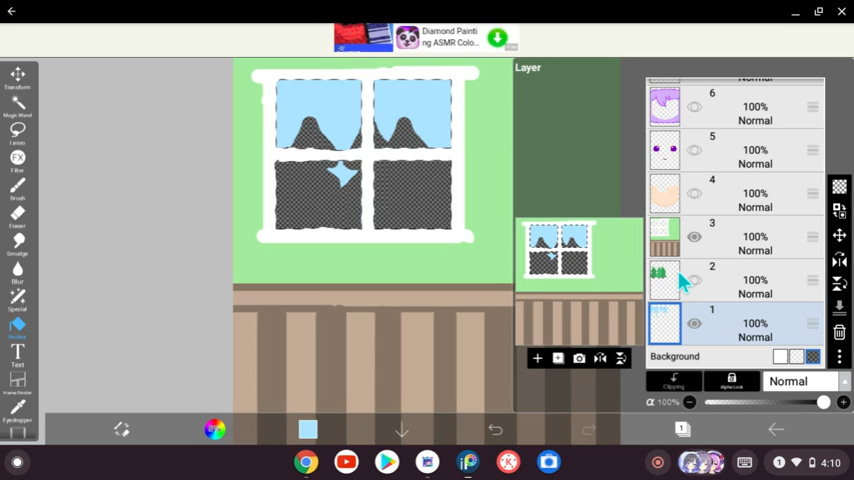 Diamond Painti
ng ASMR Colo...
Layer
Transform
Magic Wand
Lasso
FX
Filter
Brush
Eraser
Smudge
Blur
Special
Bucket
T
Text
Frame Divider
Eyedropper
6
100%
Normal
5
100%
Normal
4
100%
Normal
3
100%
Normal
2
100%
Normal
1
100%
Normal
Background
Clipping
Alpha Lock
Normal
α 100%
1
1
4:10